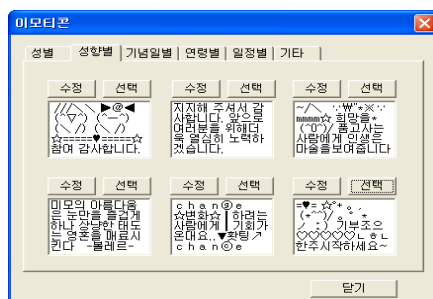 이모티콘
성별 성향별 기념일별 연령별 일정별 기타
수정 선택 수정 선택 수정 선택
///＼＼ ▶@◀
(^▽^) (^—^)
(＼/) (＼/)
☆=====♥=====☆
참여 감사합니다.
지지해 주셔서 감
사합니다. 앞으로
여러분을 위해더
욱 열심히 노력하
겠습니다.
~/＼ ∵₩"*※∵
mmmm☆ 희망을*
(^0^)/ 품고사는
사람에게 인생은
마술을보여줍니다
수정 선택 수정 선택 수정 선택
미모의 아름다움
은 눈만을 즐겁게
하나 상냥한 태도
는 영혼을 매료시
킨다 -볼레르-
ｃｈａｎ@ｅ
☆변화☆┃하려는
사람에게┃기회가
온대요..▼홧팅↗
ｃｈａｎ@ｅ
=♥= ☆°+ 。.
(+^^)/ 。° *
ノ :) 기부조으
♡♡♡♡♡ㄴㅎㄴ
한주시작하세요~
닫기